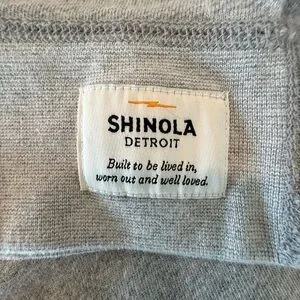 SHINOLA
DETROIT
Built to be lived in,
worn out and well loved.